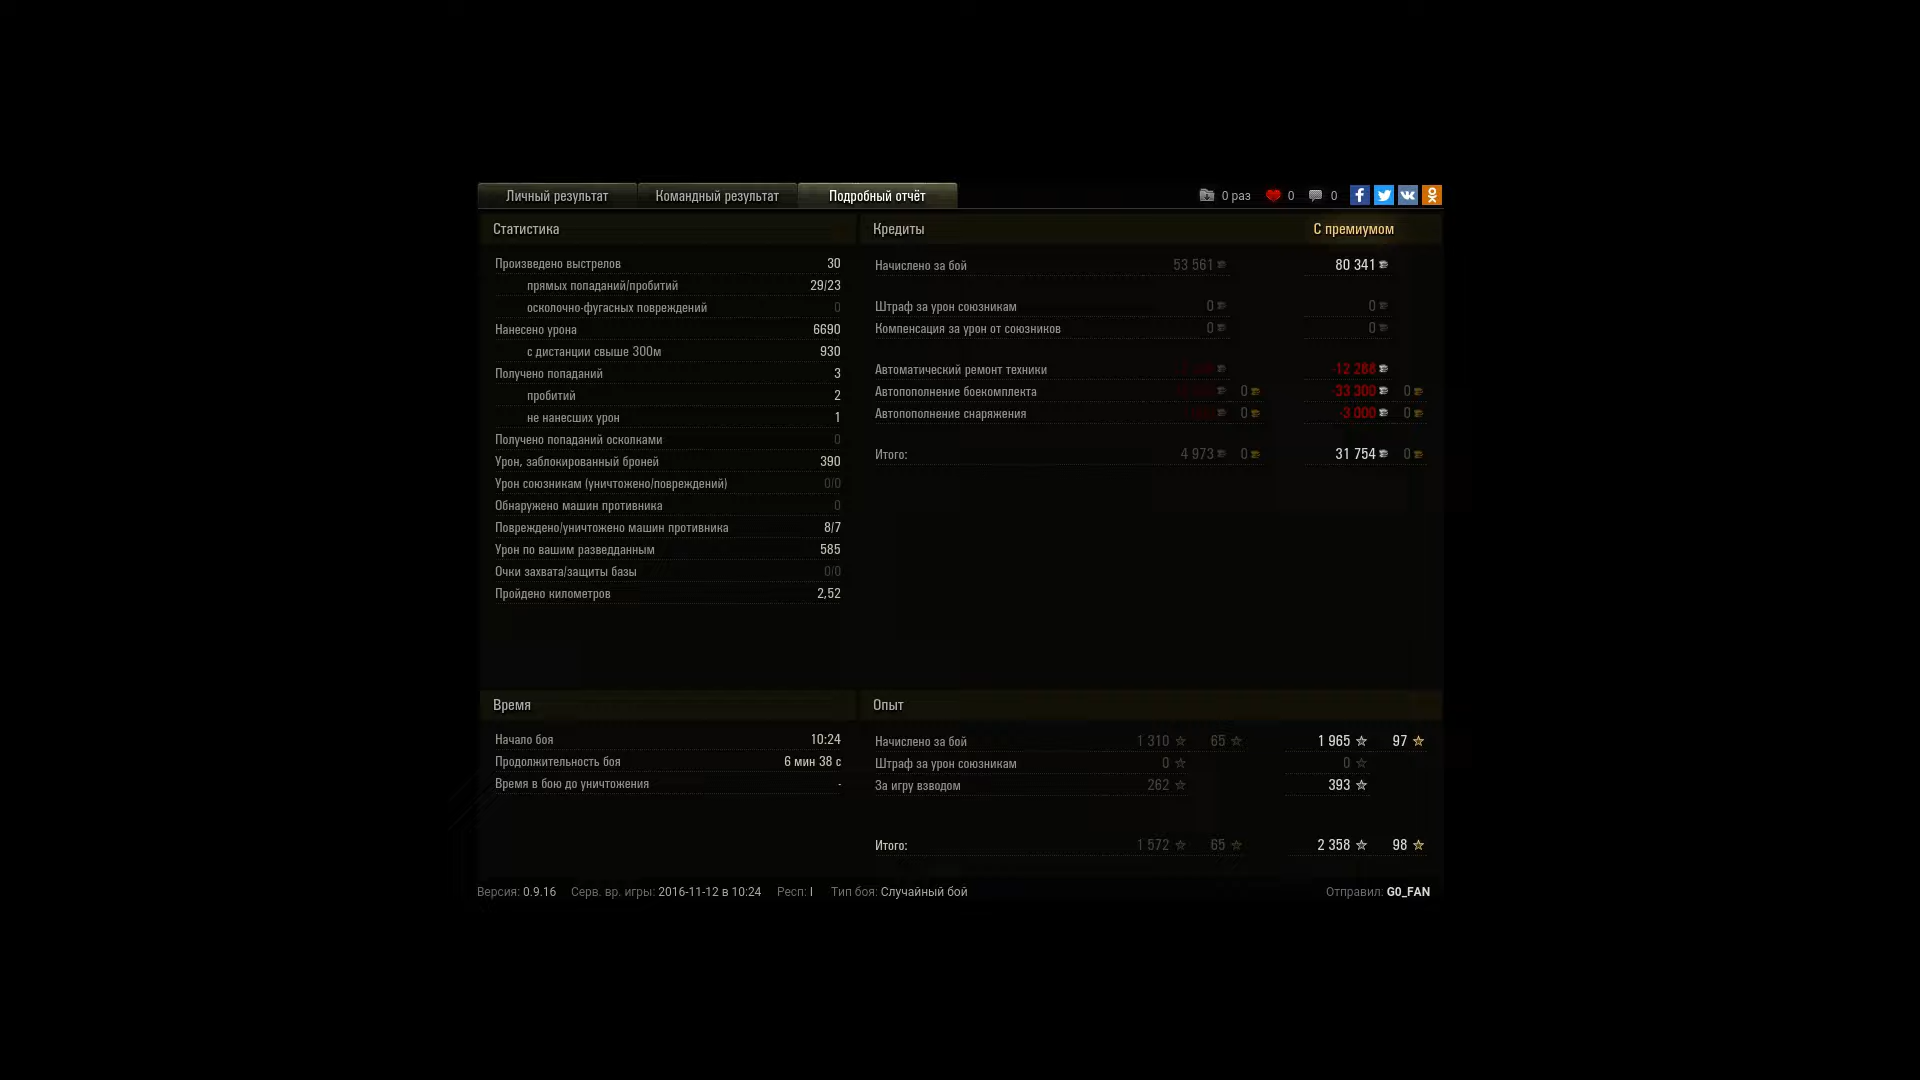 Личный результат Командный результат Подробный отчёт 0 раз 0 0
Статистика
Произведено выстрелов 30
прямых попаданий/пробитий 29/23
осколочно-фугасных повреждений 0
Нанесено урона 6690
с дистанции свыше 300м 930
Получено попаданий 3
пробитий 2
не нанесших урон 1
Получено попаданий осколками 0
Урон, заблокированный броней 390
Урон союзникам (уничтожено/повреждений) 0/0
Обнаружено машин противника 0
Повреждено/уничтожено машин противника 8/7
Урон по вашим разведданным 585
Очки захвата/защиты базы 0/0
Пройдено километров 2,52
Кредиты С премиумом
Начислено за бой 53 561 80 341
Штраф за урон союзникам 0 0
Компенсация за урон от союзников 0 0
Автоматический ремонт техники -12 288
Автопополнение боекомплекта 0 -33 300 0
Автопополнение снаряжения 0 -3 000 0
Итого: 4 973 0 31 754 0
Время
Начало боя 10:24
Продолжительность боя 6 мин 38 с
Время в бою до уничтожения -
Опыт
Начислено за бой 1 310 65 1 965 97
Штраф за урон союзникам 0 0
За игру взводом 262 393
Итого: 1 572 65 2 358 98
Версия: 0.9.16 Серв. вр. игры: 2016-11-12 в 10:24 Респ: I Тип боя: Случайный бой Отправил: G0_FAN